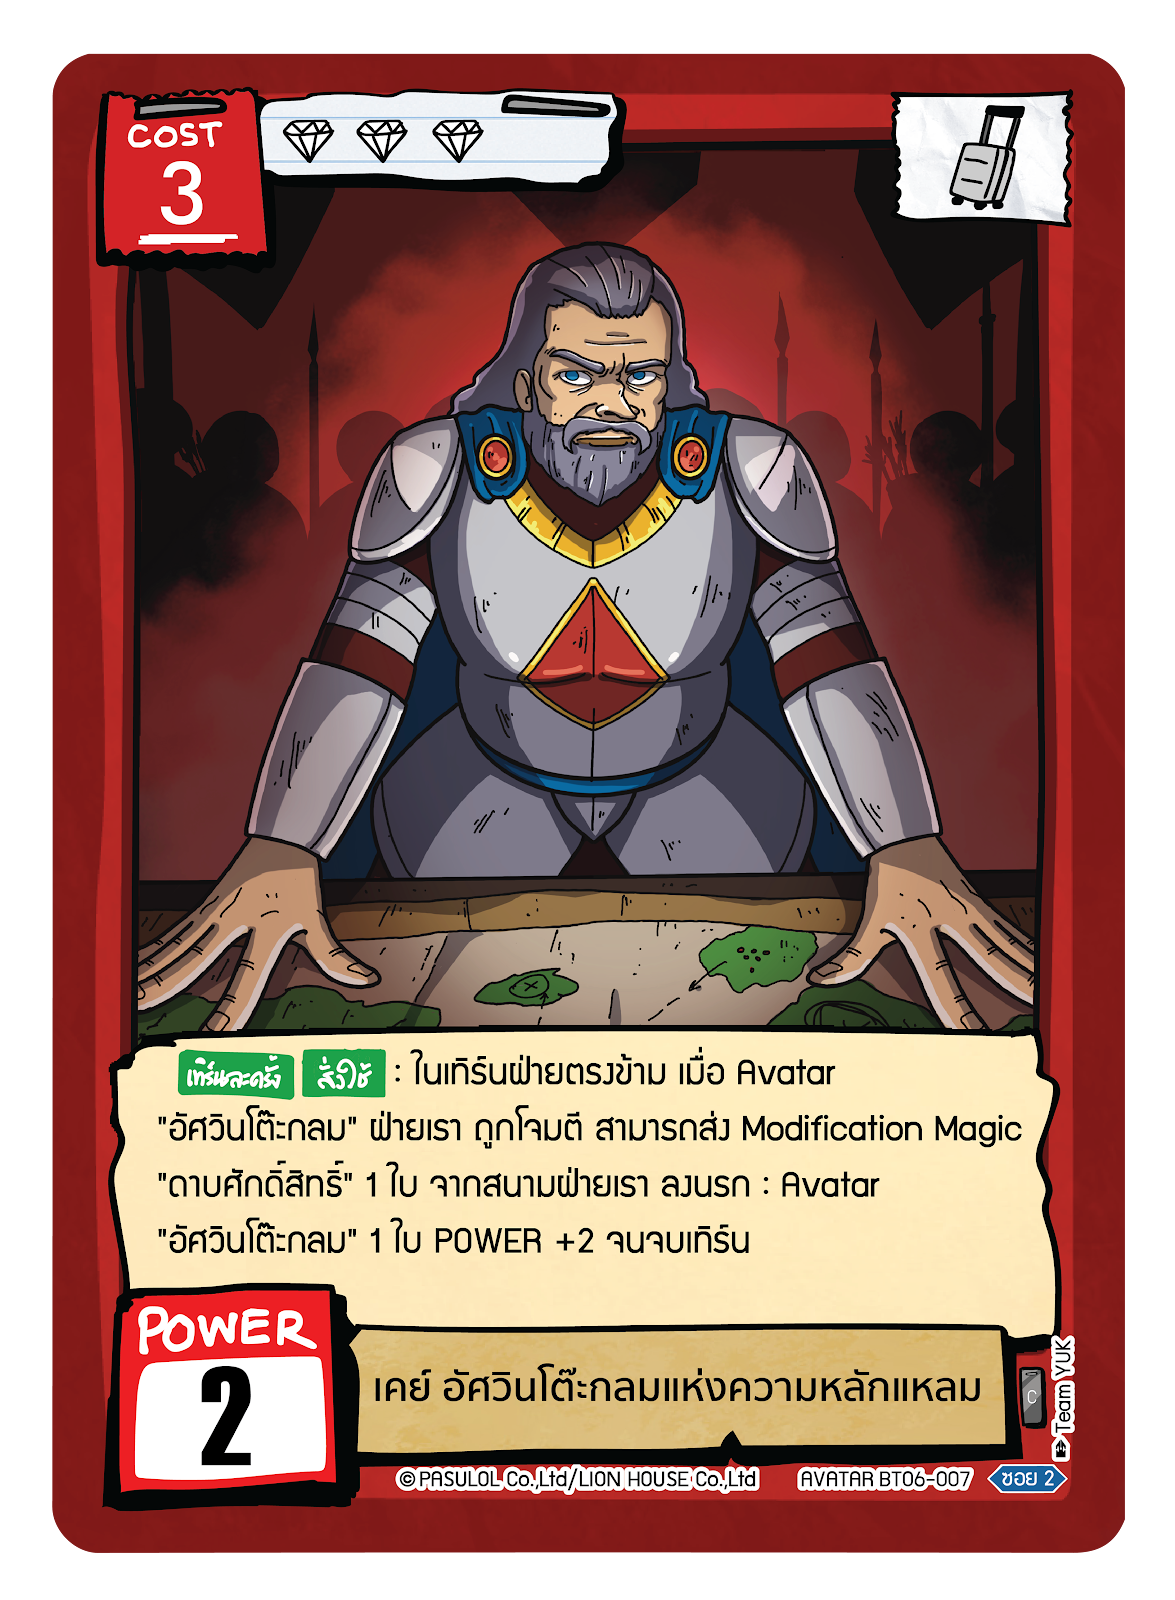 COST
3
เทิร์นละครั้ง สั่งใช้ : ในเทิร์นฝ่ายตรงข้าม เมื่อ Avatar
"อัศวินโต๊ะกลม" ฝ่ายเรา ถูกโจมตี สามารถส่ง Modification Magic
"ดาบศักดิ์สิทธิ์" 1 ใบ จากสนามฝ่ายเรา ลงนรก : Avatar
"อัศวินโต๊ะกลม" 1 ใบ POWER +2 จนจบเทิร์น
POWER
2
เคย์ อัศวินโต๊ะกลมแห่งความหลักแหลม
C
Team YUK
© PASULOL Co.,Ltd/LION HOUSE Co.,Ltd AVATAR BT06-007 ซอย 2